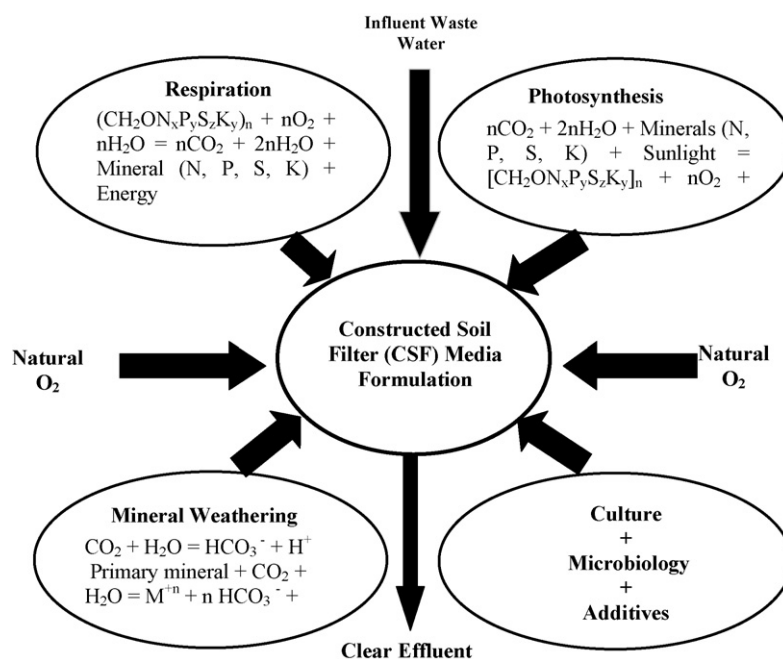 Influent Waste
Water
Respiration
(CH₂ONₓPᵧS_zKᵧ)ₙ + nO₂ +
nH₂O = nCO₂ + 2nH₂O +
Mineral (N, P, S, K) +
Energy
Photosynthesis
nCO₂ + 2nH₂O + Minerals (N,
P, S, K) + Sunlight =
[CH₂ONₓPᵧS_zKᵧ]ₙ + nO₂ +
Constructed Soil
Filter (CSF) Media
Formulation
Natural
O₂
Natural
O₂
Mineral Weathering
CO₂ + H₂O = HCO₃⁻ + H⁺
Primary mineral + CO₂ +
H₂O = M⁺ⁿ + n HCO₃⁻ +
Culture
+
Microbiology
+
Additives
Clear Effluent